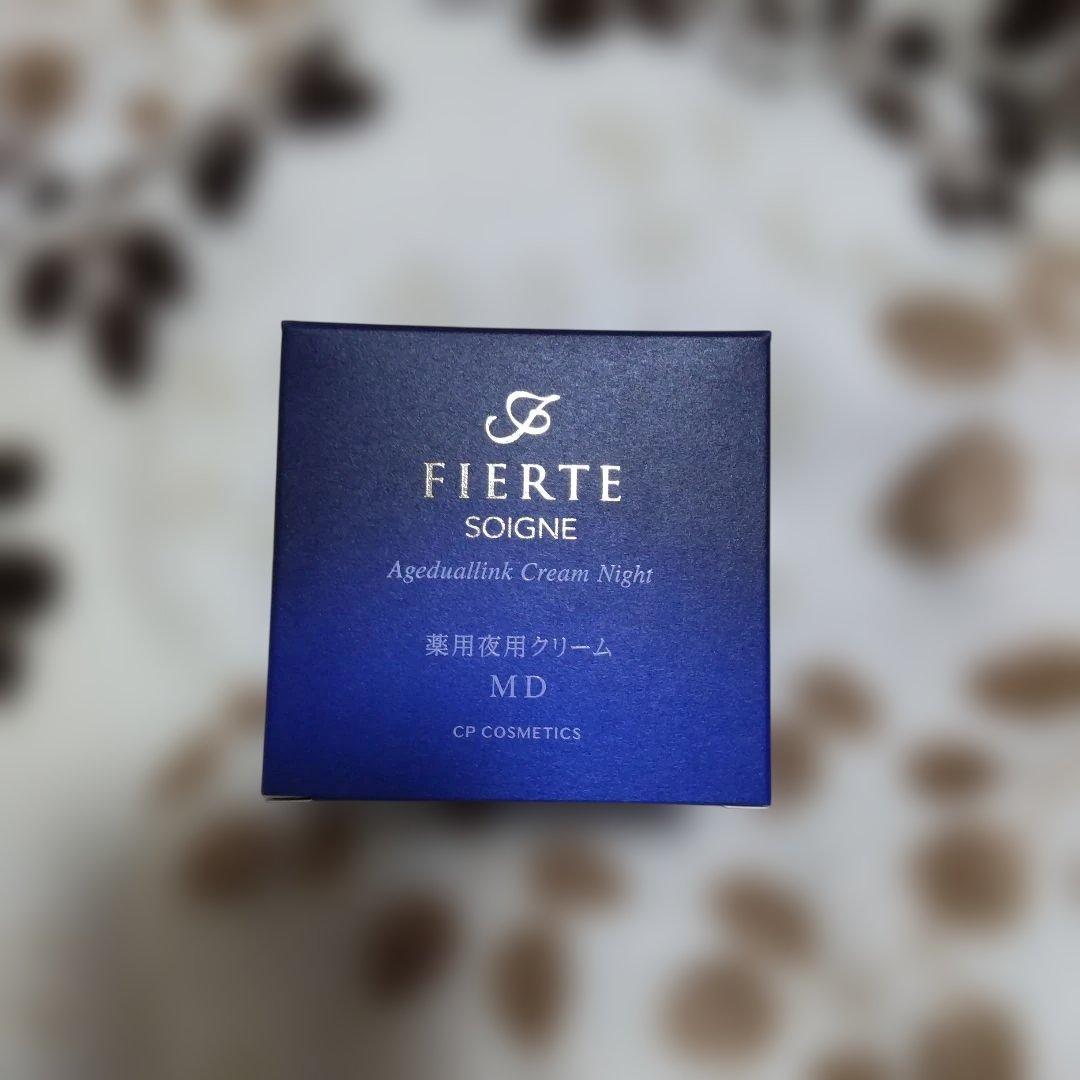 FIERTE
SOIGNE
Ageduallink Cream Night
薬用夜用クリーム
MD
CP COSMETICS